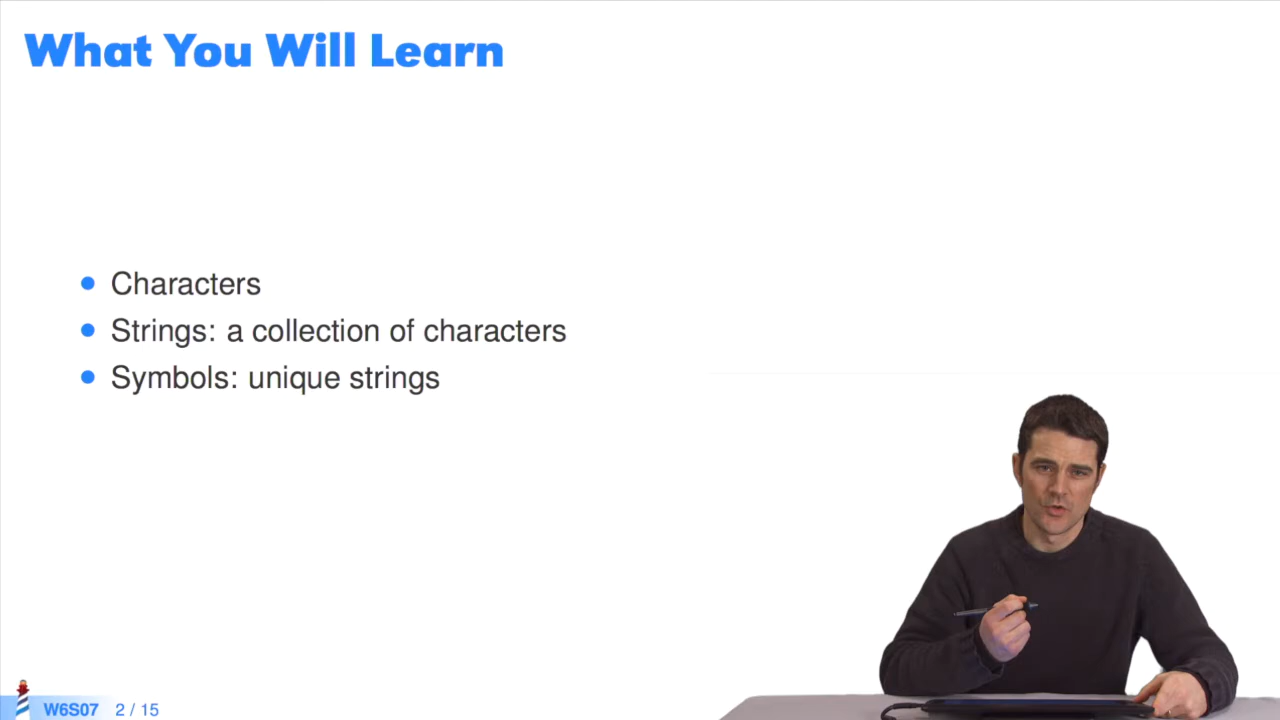 What You Will Learn
Characters
Strings: a collection of characters
Symbols: unique strings
W6S07 2 / 15